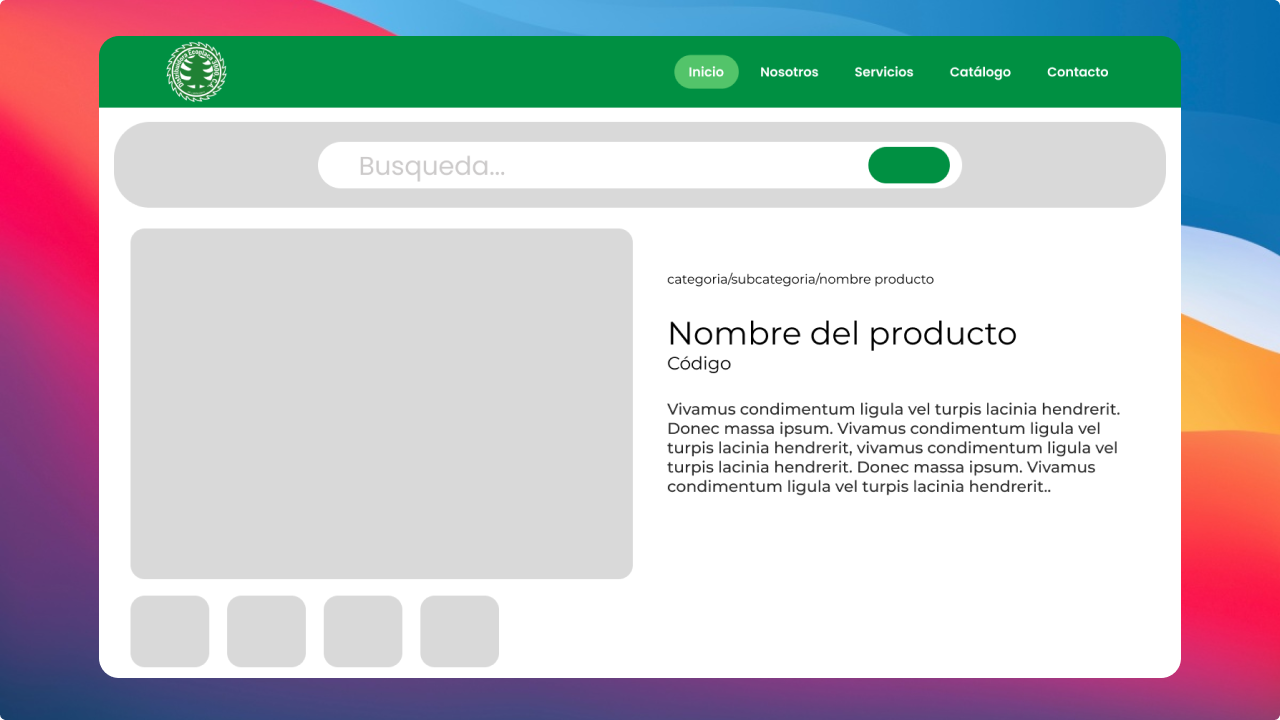 Inicio
Nosotros
Servicios
Catálogo
Contacto
Busqueda...
categoria/subcategoria/nombre producto
Nombre del producto
Código
Vivamus condimentum ligula vel turpis lacinia hendrerit.
Donec massa ipsum. Vivamus condimentum ligula vel
turpis lacinia hendrerit, vivamus condimentum ligula vel
turpis lacinia hendrerit. Donec massa ipsum. Vivamus
condimentum ligula vel turpis lacinia hendrerit..